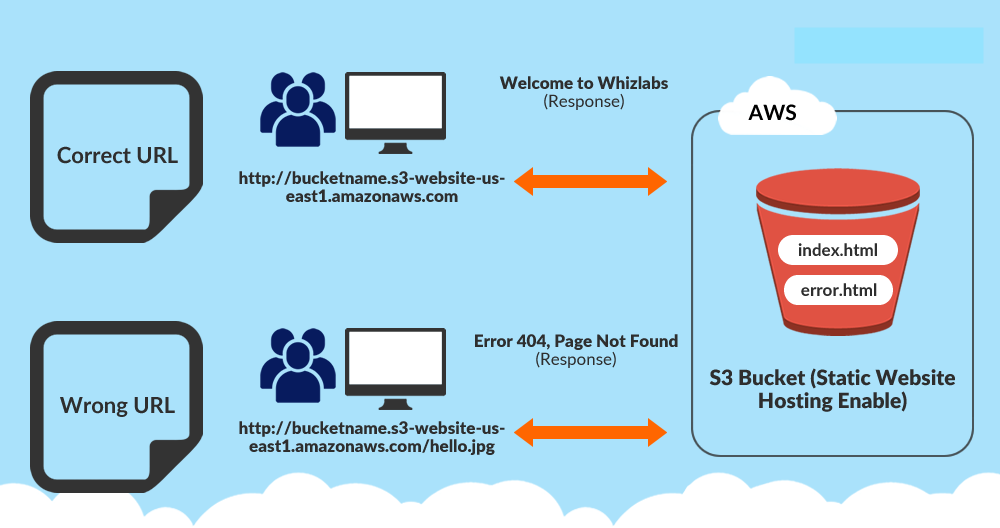 Correct URL
http://bucketname.s3-website-us-
east1.amazonaws.com
Welcome to Whizlabs
(Response)
AWS
index.html
error.html
S3 Bucket (Static Website
Hosting Enable)
Wrong URL
http://bucketname.s3-website-us-
east1.amazonaws.com/hello.jpg
Error 404, Page Not Found
(Response)